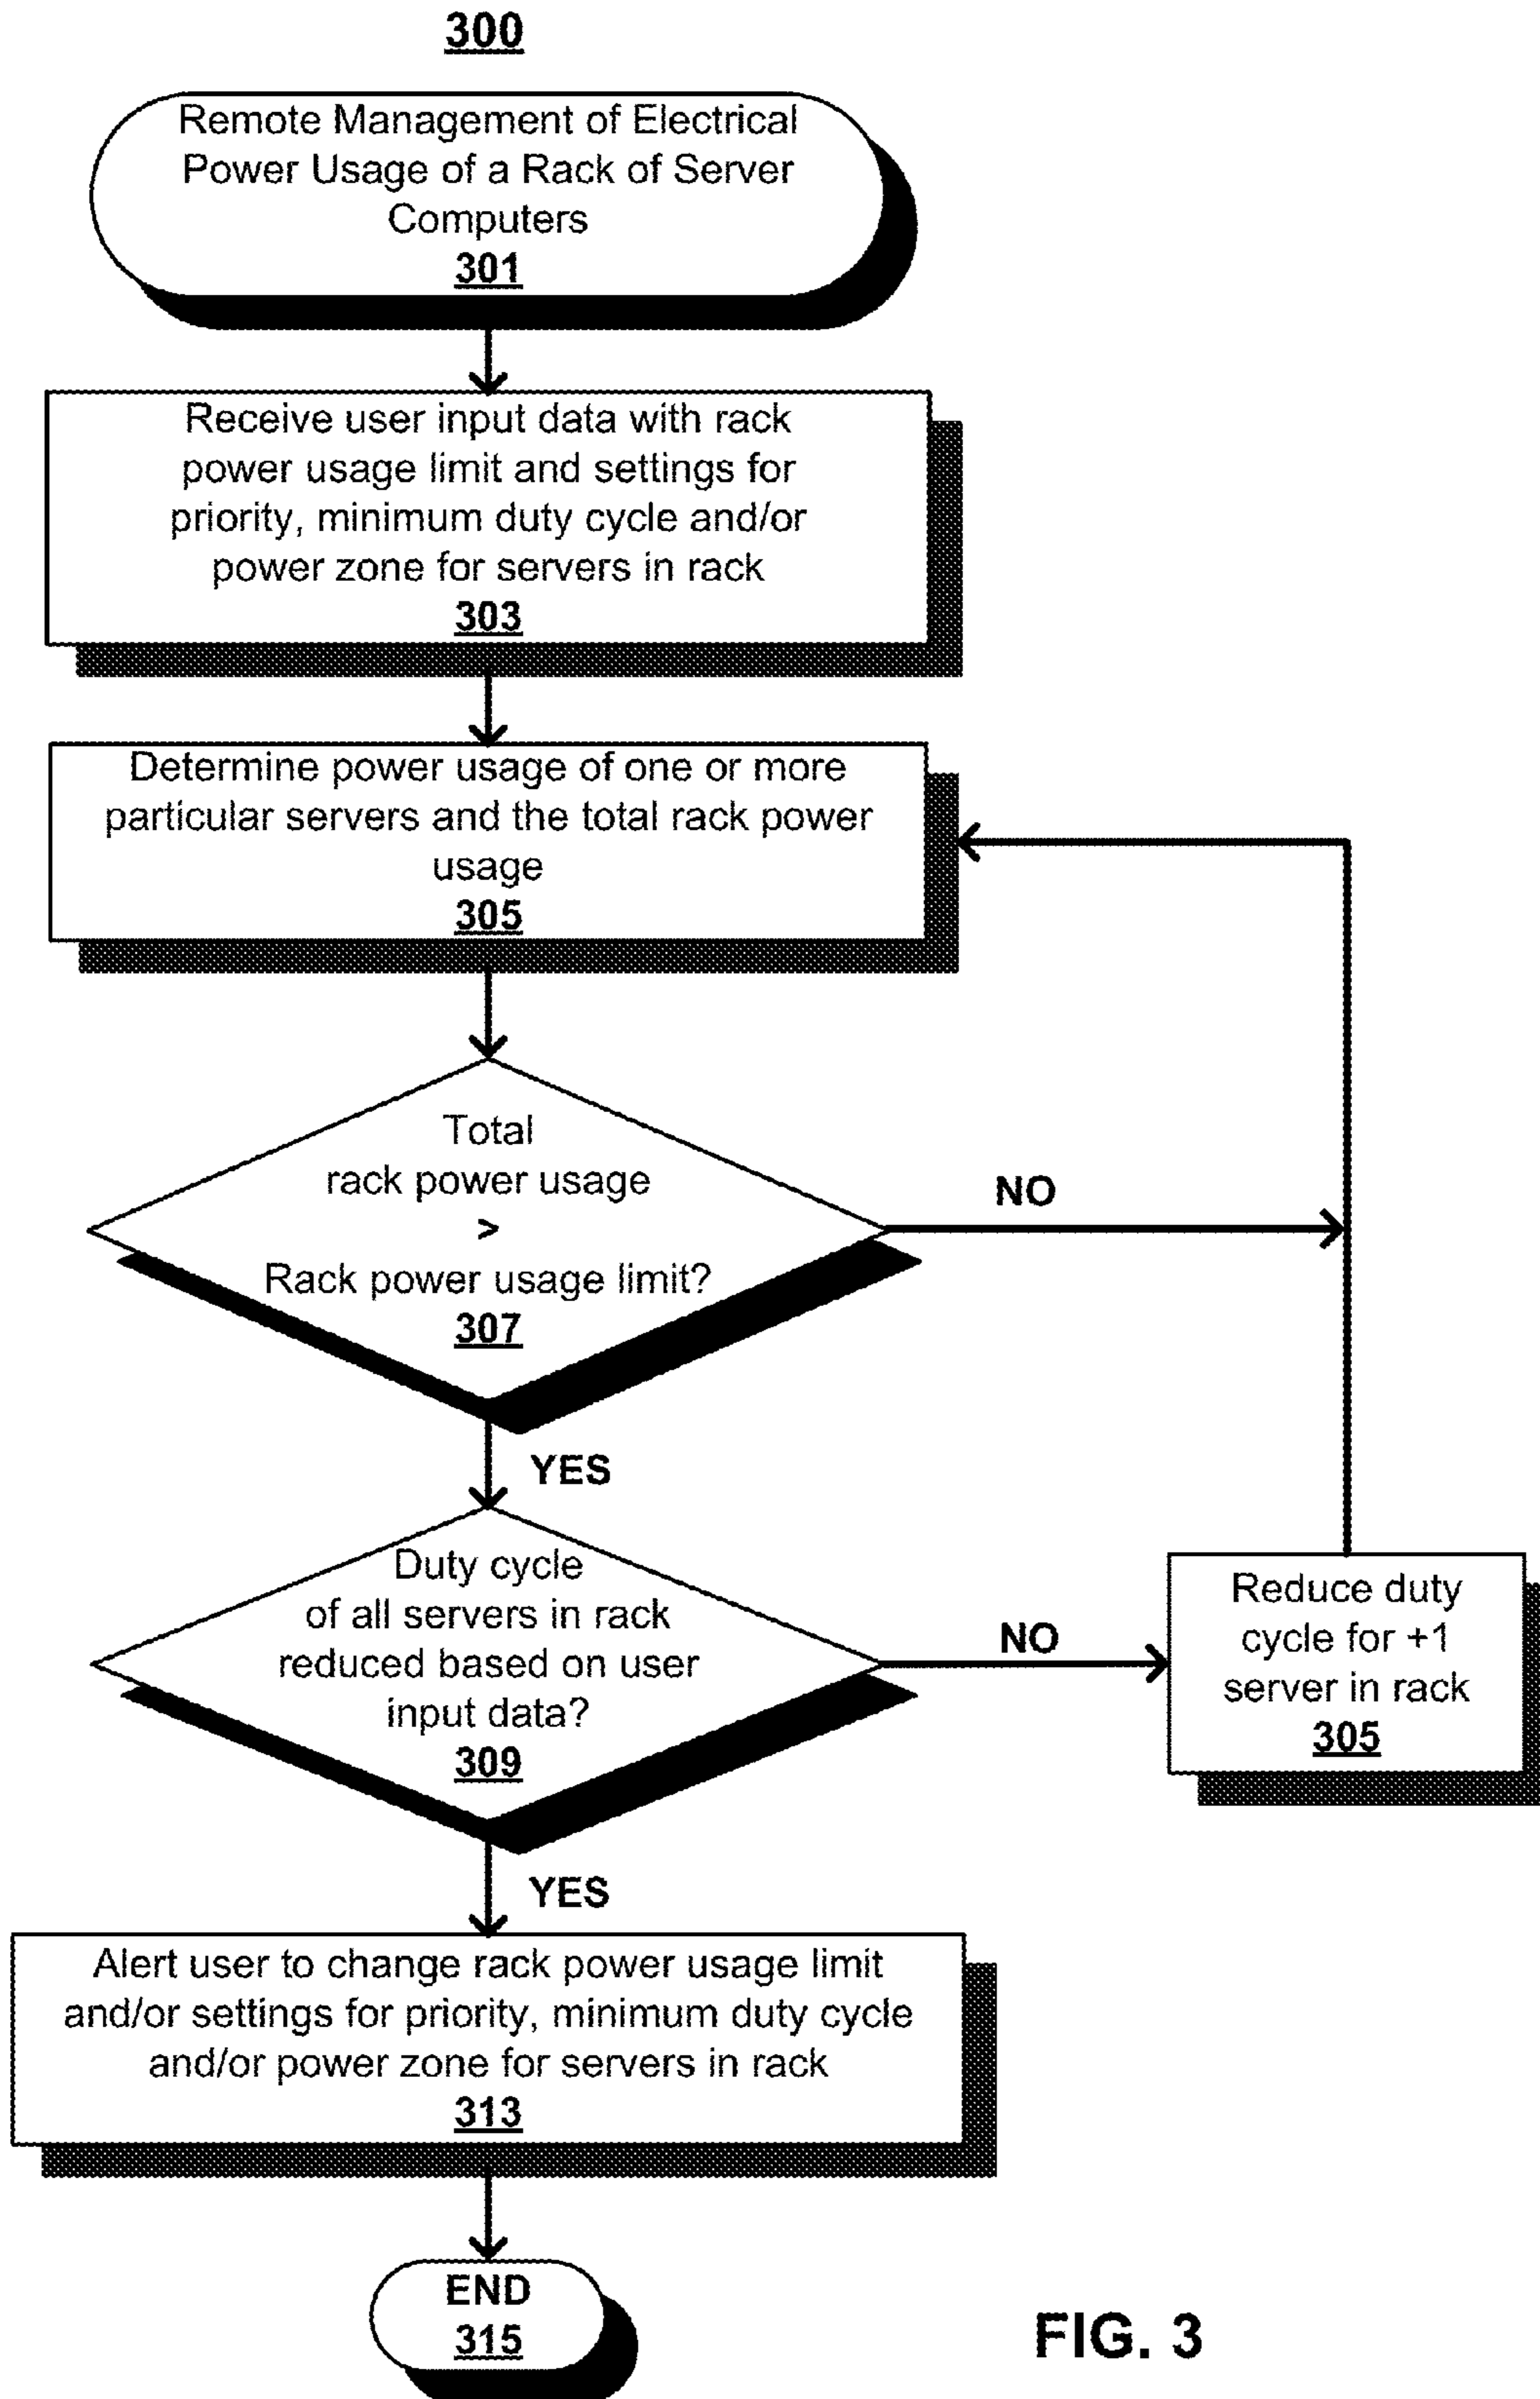 300
Remote Management of Electrical
Power Usage of a Rack of Server
Computers
301
Receive user input data with rack
power usage limit and settings for
priority, minimum duty cycle and/or
power zone for servers in rack
303
Determine power usage of one or more
particular servers and the total rack power
usage
305
Total
rack power usage
>
Rack power usage limit?
307
NO
YES
Duty cycle
of all servers in rack
reduced based on user
input data?
309
NO
Reduce duty
cycle for +1
server in rack
305
YES
Alert user to change rack power usage limit
and/or settings for priority, minimum duty cycle
and/or power zone for servers in rack
313
END
315
FIG. 3